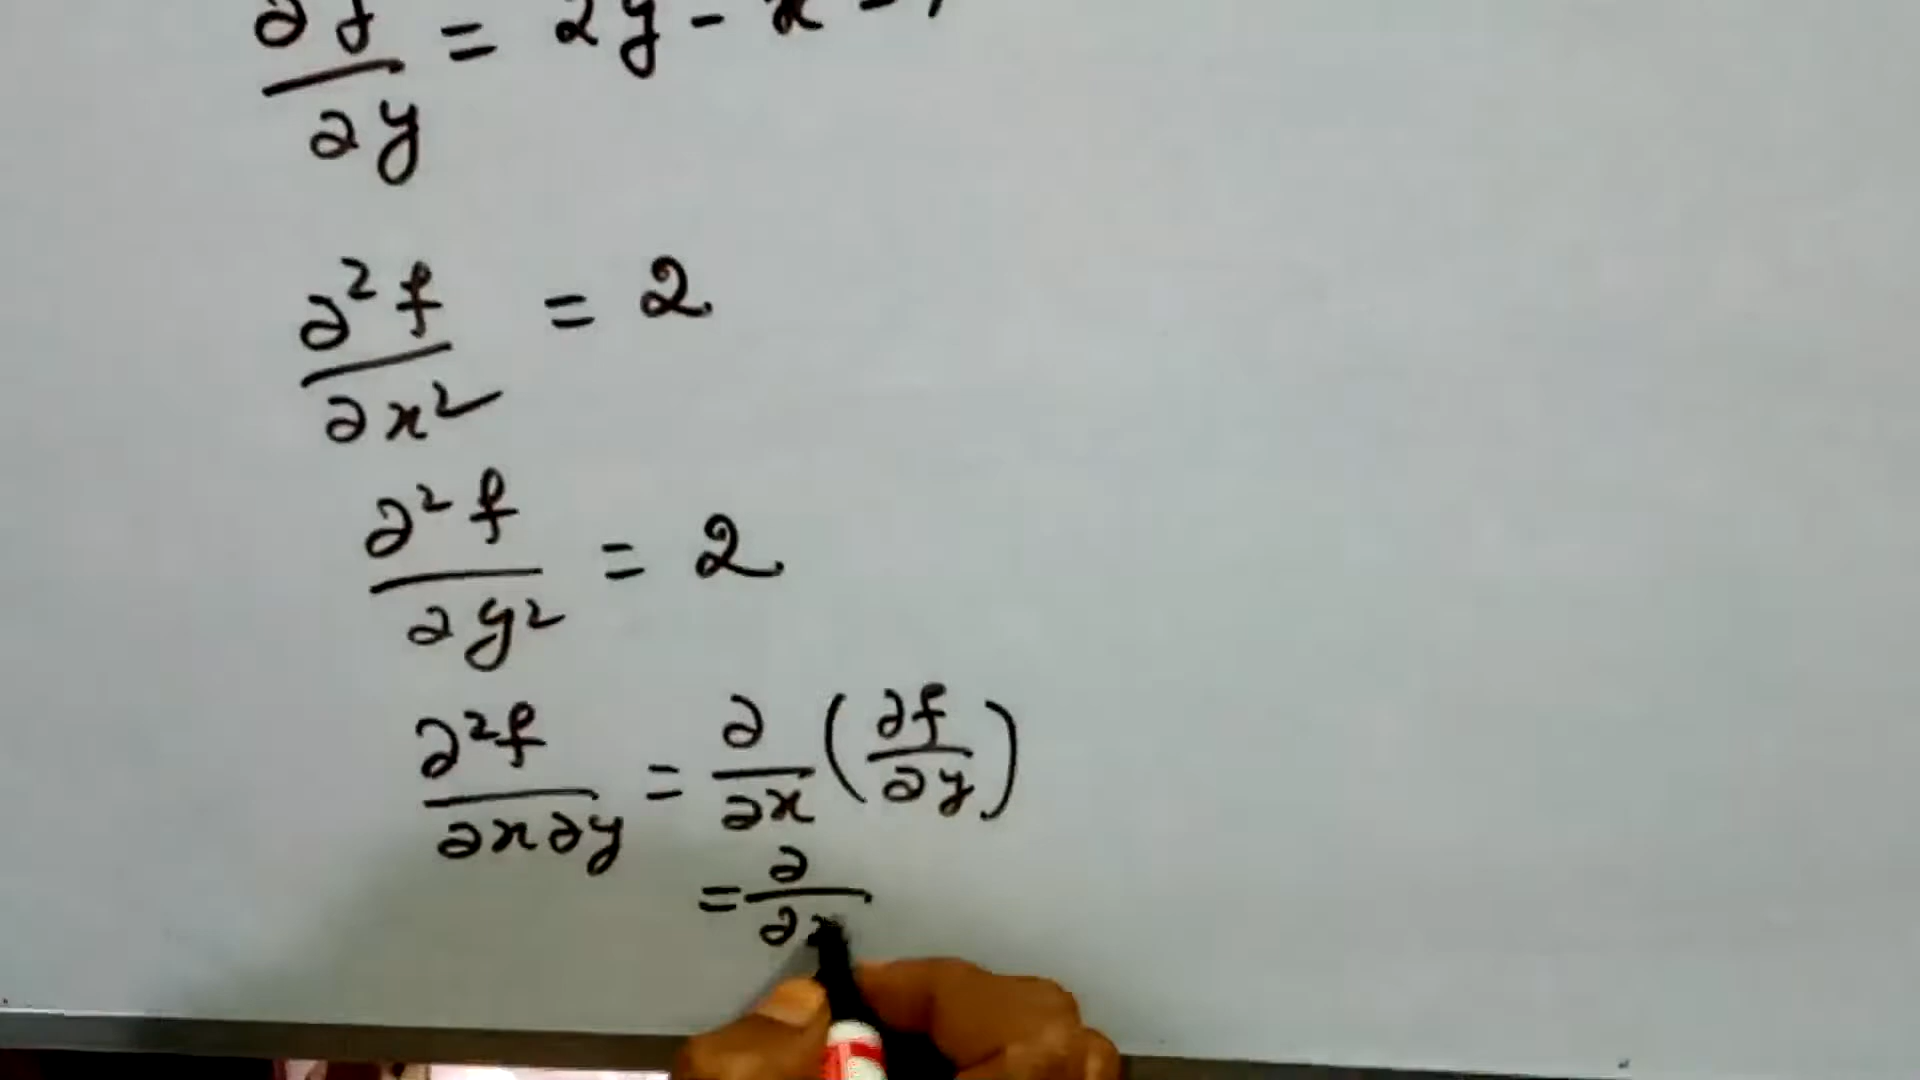 ∂f/∂y = 2y - x -
∂²f/∂x² = 2
∂²f/∂y² = 2
∂²f/∂x∂y = ∂/∂x (∂f/∂y)
= ∂/∂x